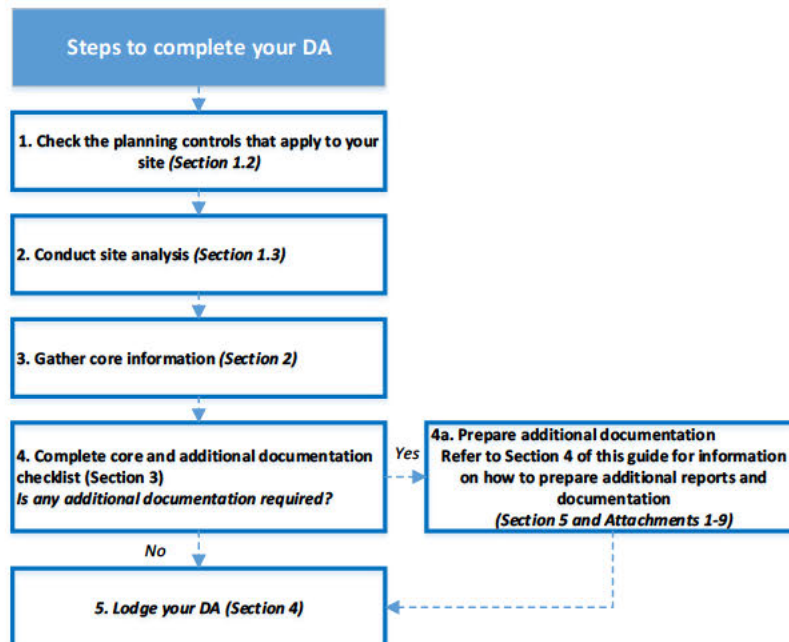 Steps to complete your DA
1. Check the planning controls that apply to your
site (Section 1.2)
2. Conduct site analysis (Section 1.3)
3. Gather core information (Section 2)
4. Complete core and additional documentation
checklist (Section 3)
Is any additional documentation required?
Yes
4a. Prepare additional documentation
Refer to Section 4 of this guide for information
on how to prepare additional reports and
documentation
(Section 5 and Attachments 1-9)
No
5. Lodge your DA (Section 4)